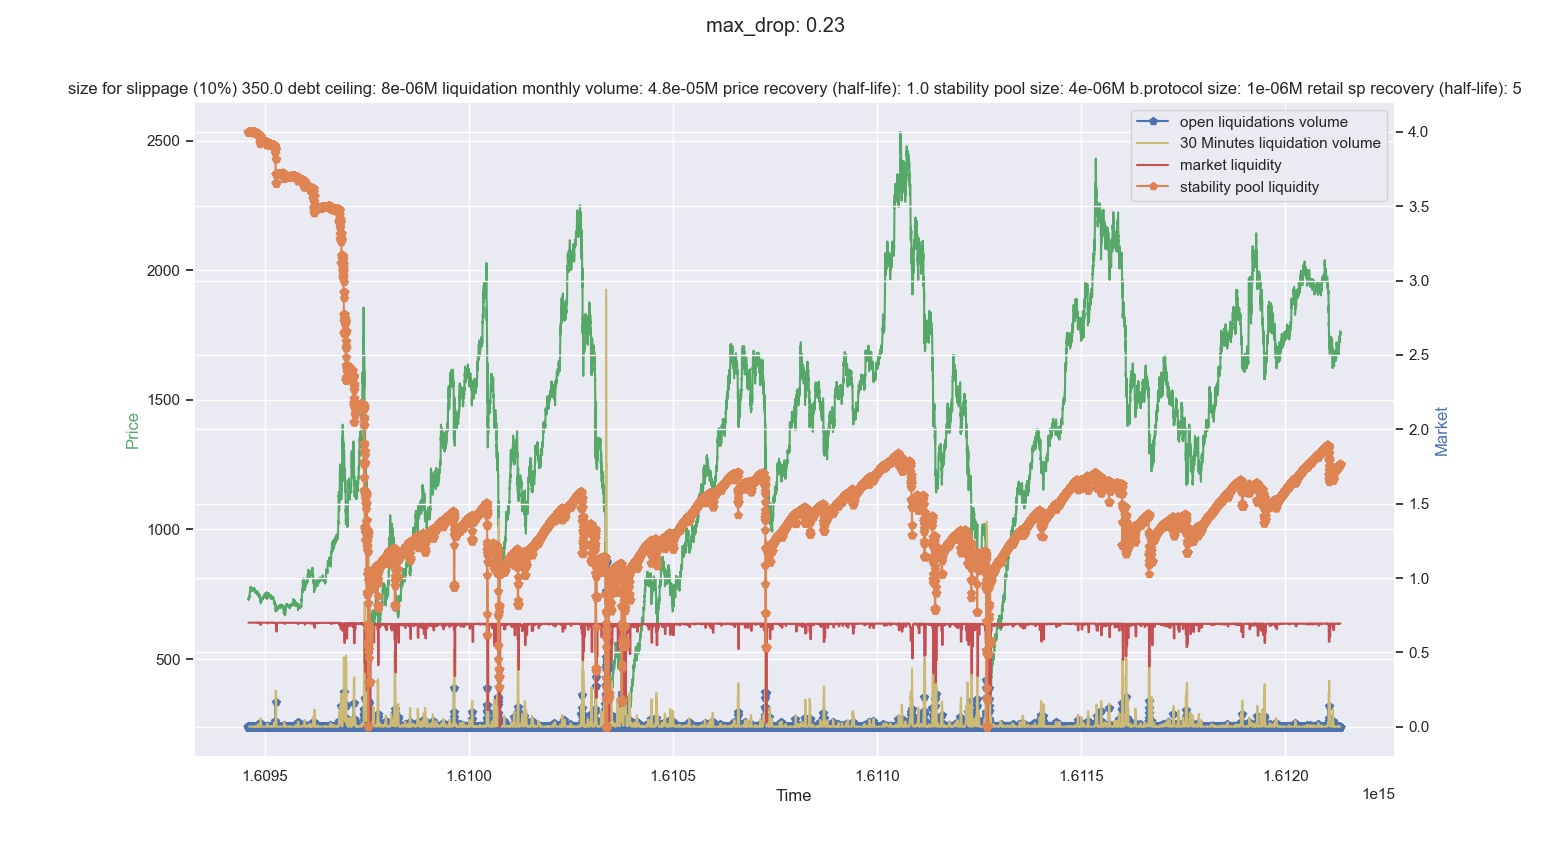 max_drop: 0.23
size for slippage (10%) 350.0 debt ceiling: 8e-06M liquidation monthly volume: 4.8e-05M price recovery (half-life): 1.0 stability pool size: 4e-06M b.protocol size: 1e-06M retail sp recovery (half-life): 5
open liquidations volume
30 Minutes liquidation volume
market liquidity
stability pool liquidity
2500
2000
1500
1000
500
Price
4.0
3.5
3.0
2.5
2.0
1.5
1.0
0.5
0.0
Market
1.6095 1.6100 1.6105 1.6110 1.6115 1.6120
1e15
Time